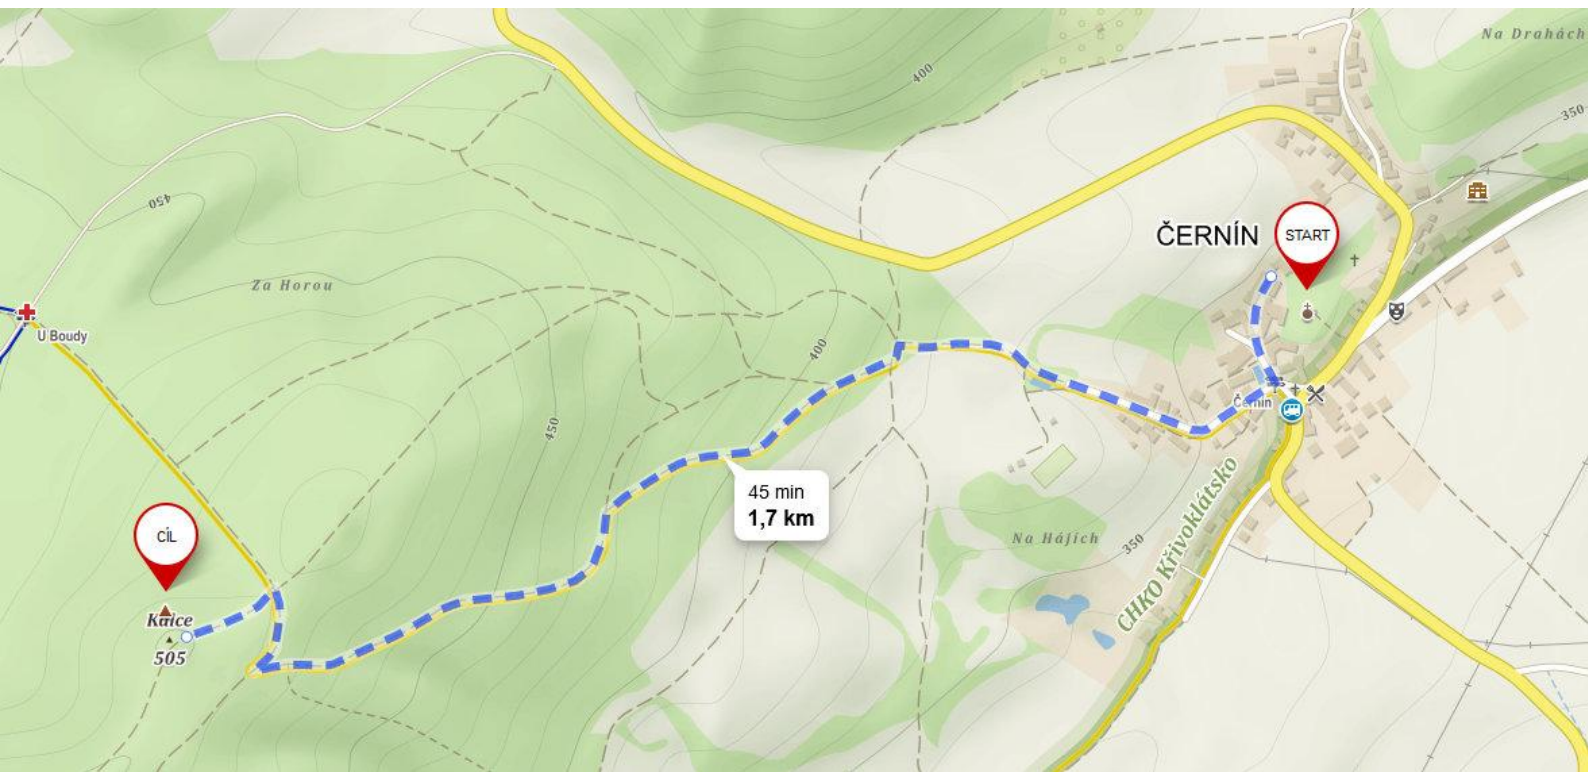 Na Drahách
400
350
450
ČERNÍN
START
Za Horou
U Boudy
400
Černín
450
45 min
1,7 km
Na Hájích
350
CHKO Křivoklátsko
CÍL
Kalce
505